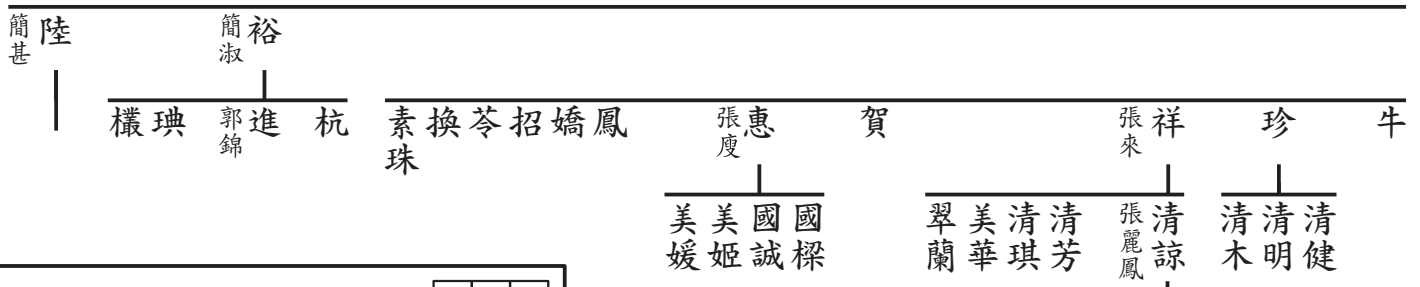 裕
簡淑
陸
簡甚
牛
珍
祥
張來
賀
惠
張廋
鳳
嬌
招
苓
換
素珠
杭
進
郭錦
琠
欉
清健
清明
清木
清諒
張麗鳳
清芳
清琪
美華
翠蘭
國樑
國誠
美姬
美媛